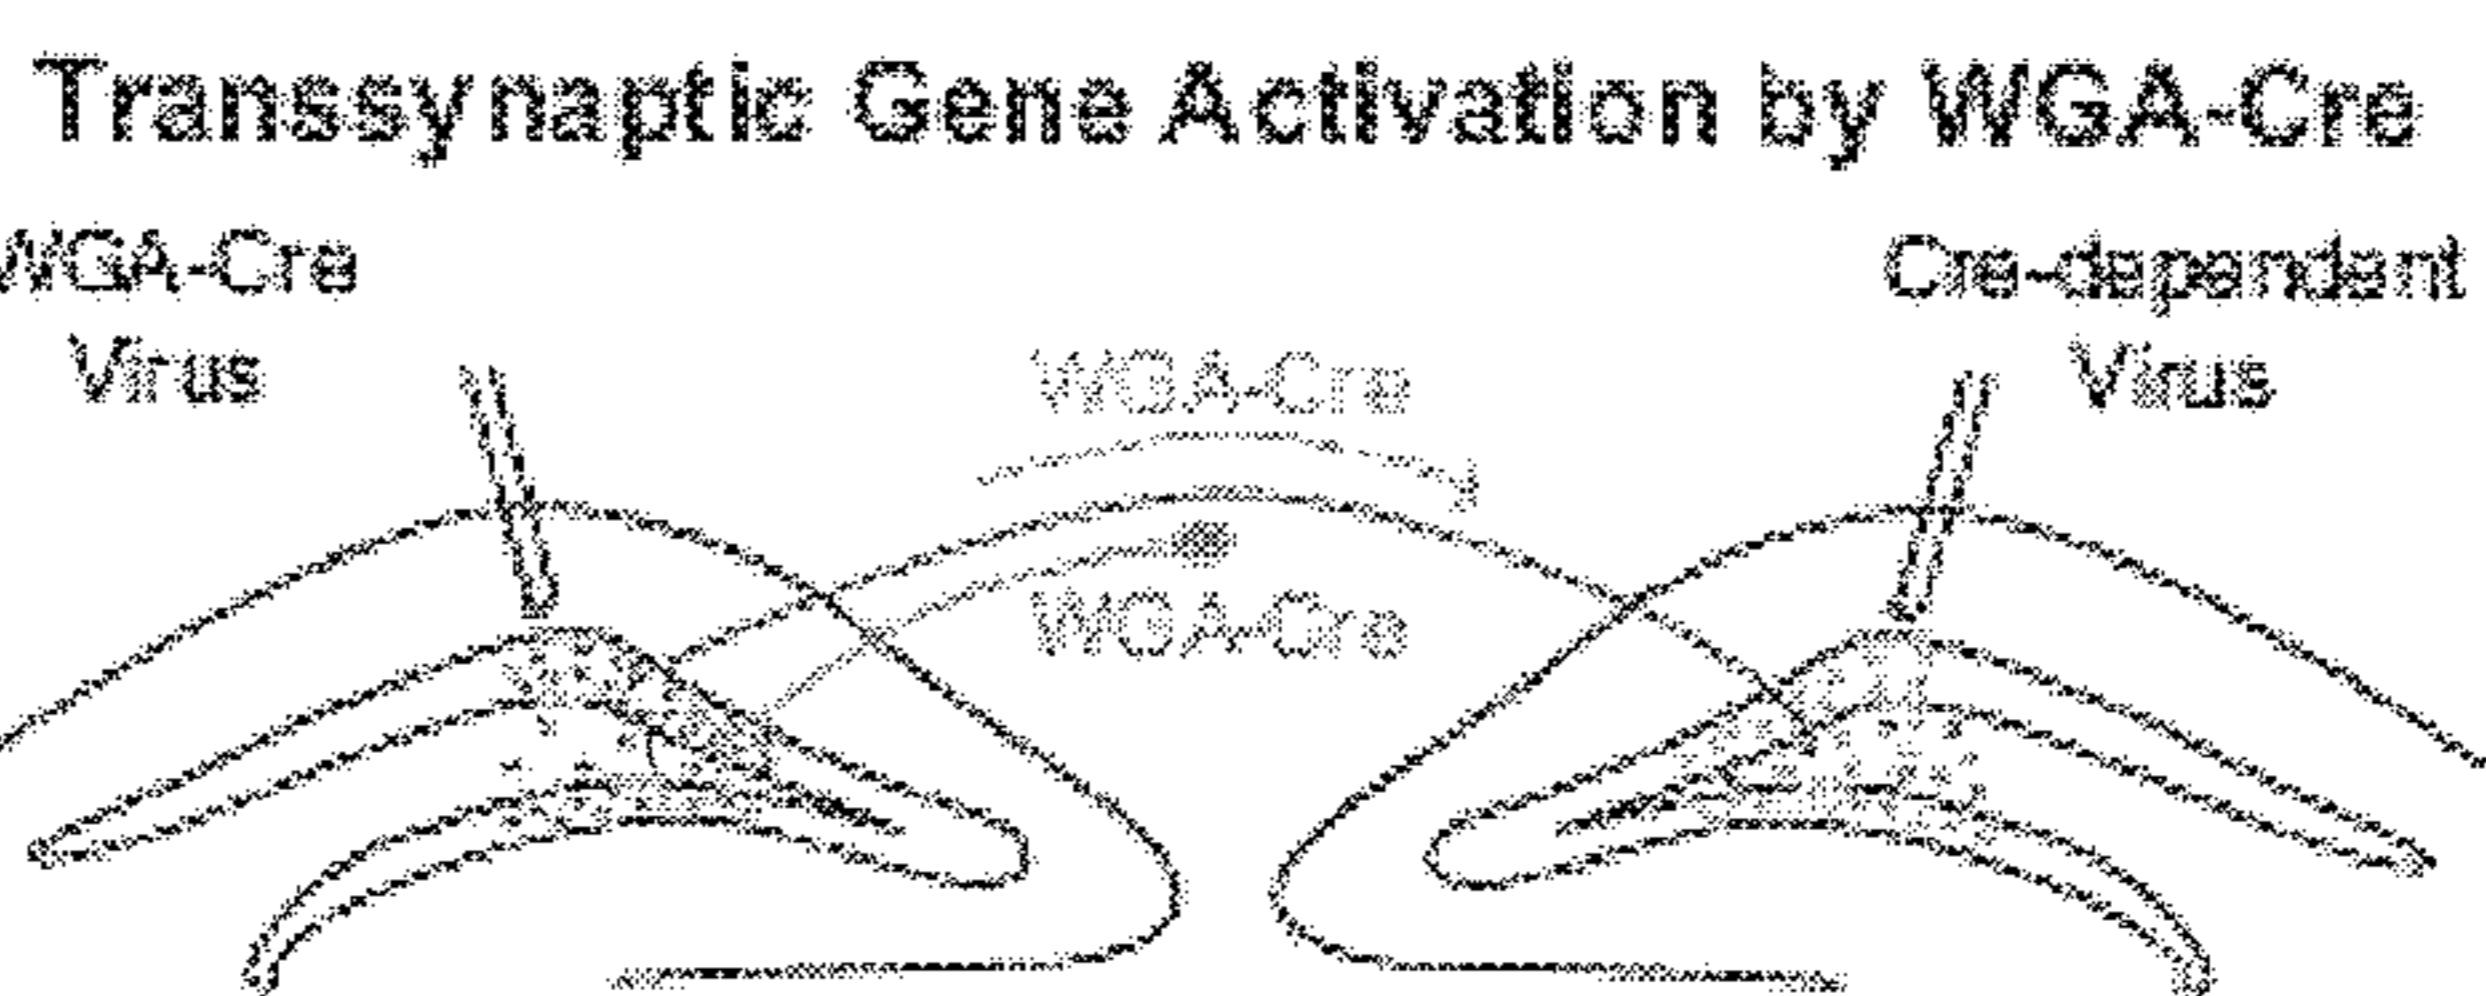 Transsynaptic Gene Activation by WGA-Cre
WGA-Cre
Virus
Cre-dependent
Virus
WGA-Cre
WGA-Cre